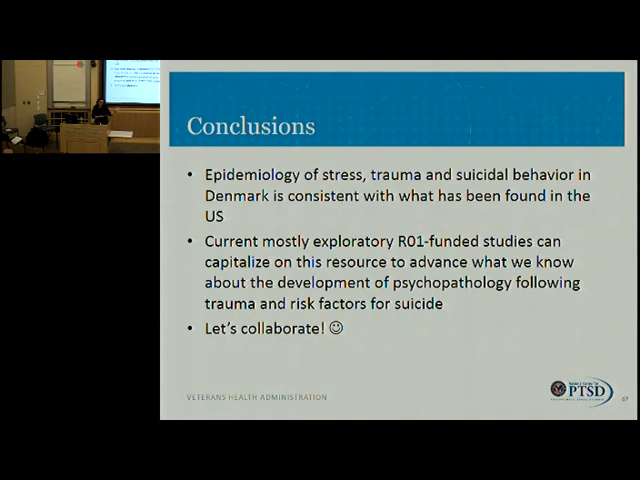 Conclusions
• Epidemiology of stress, trauma and suicidal behavior in
Denmark is consistent with what has been found in the
US
• Current mostly exploratory R01-funded studies can
capitalize on this resource to advance what we know
about the development of psychopathology following
trauma and risk factors for suicide
• Let's collaborate! ☺
VETERANS HEALTH ADMINISTRATION
PTSD